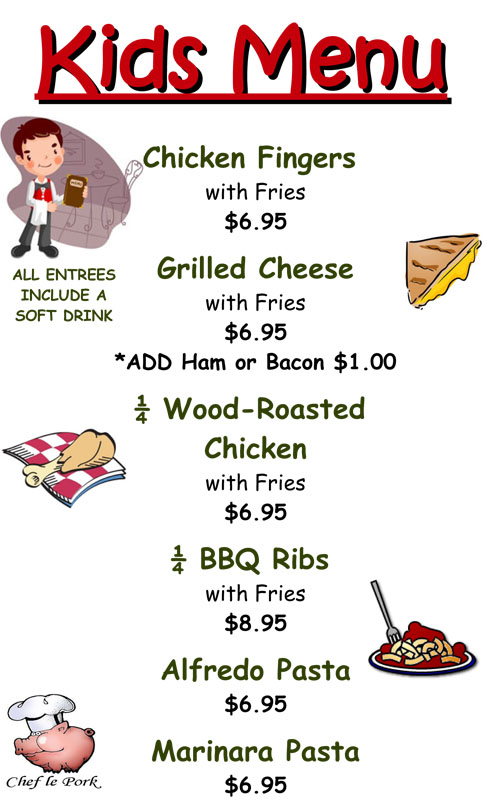 Kids Menu
Chicken Fingers
with Fries
$6.95
ALL ENTREES
INCLUDE A
SOFT DRINK
Grilled Cheese
with Fries
$6.95
*ADD Ham or Bacon $1.00
¼ Wood-Roasted
Chicken
with Fries
$6.95
¼ BBQ Ribs
with Fries
$8.95
Alfredo Pasta
$6.95
Marinara Pasta
$6.95
Chef le Pork